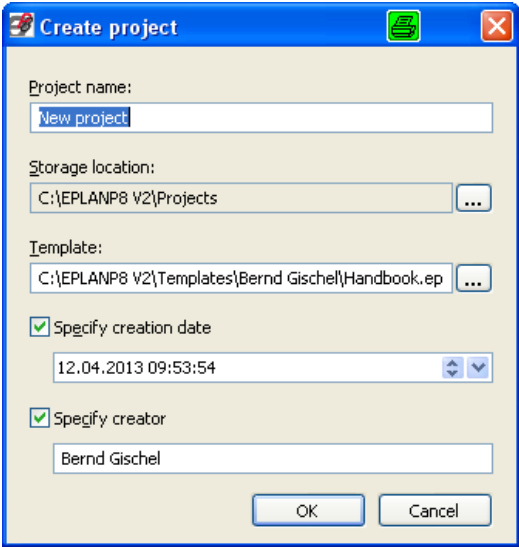 Create project
Project name:
New project
Storage location:
C:\EPLANP8 V2\Projects
...
Template:
C:\EPLANP8 V2\Templates\Bernd Gischel\Handbook.ep
...
Specify creation date
12.04.2013 09:53:54
Specify creator
Bernd Gischel
OK
Cancel